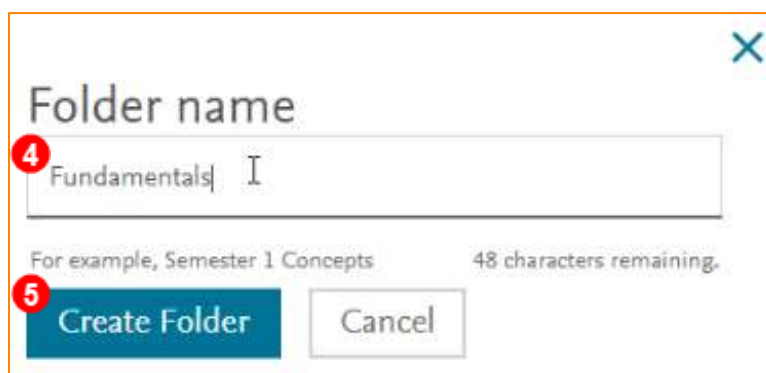 Folder name
4
Fundamentals
For example, Semester 1 Concepts 48 characters remaining.
5
Create Folder Cancel